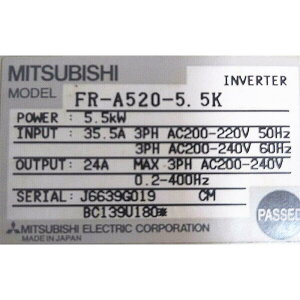 MITSUBISHI
INVERTER
MODEL FR-A520-5.5K
POWER : 5.5kW
INPUT : 35.5A 3PH AC200-220V 50Hz
3PH AC200-240V 60Hz
OUTPUT: 24A MAX 3PH AC200-240V
0.2-400Hz
SERIAL: J6639G019 CM
BC139U180*
PASSED
MITSUBISHI ELECTRIC CORPORATION
MADE IN JAPAN